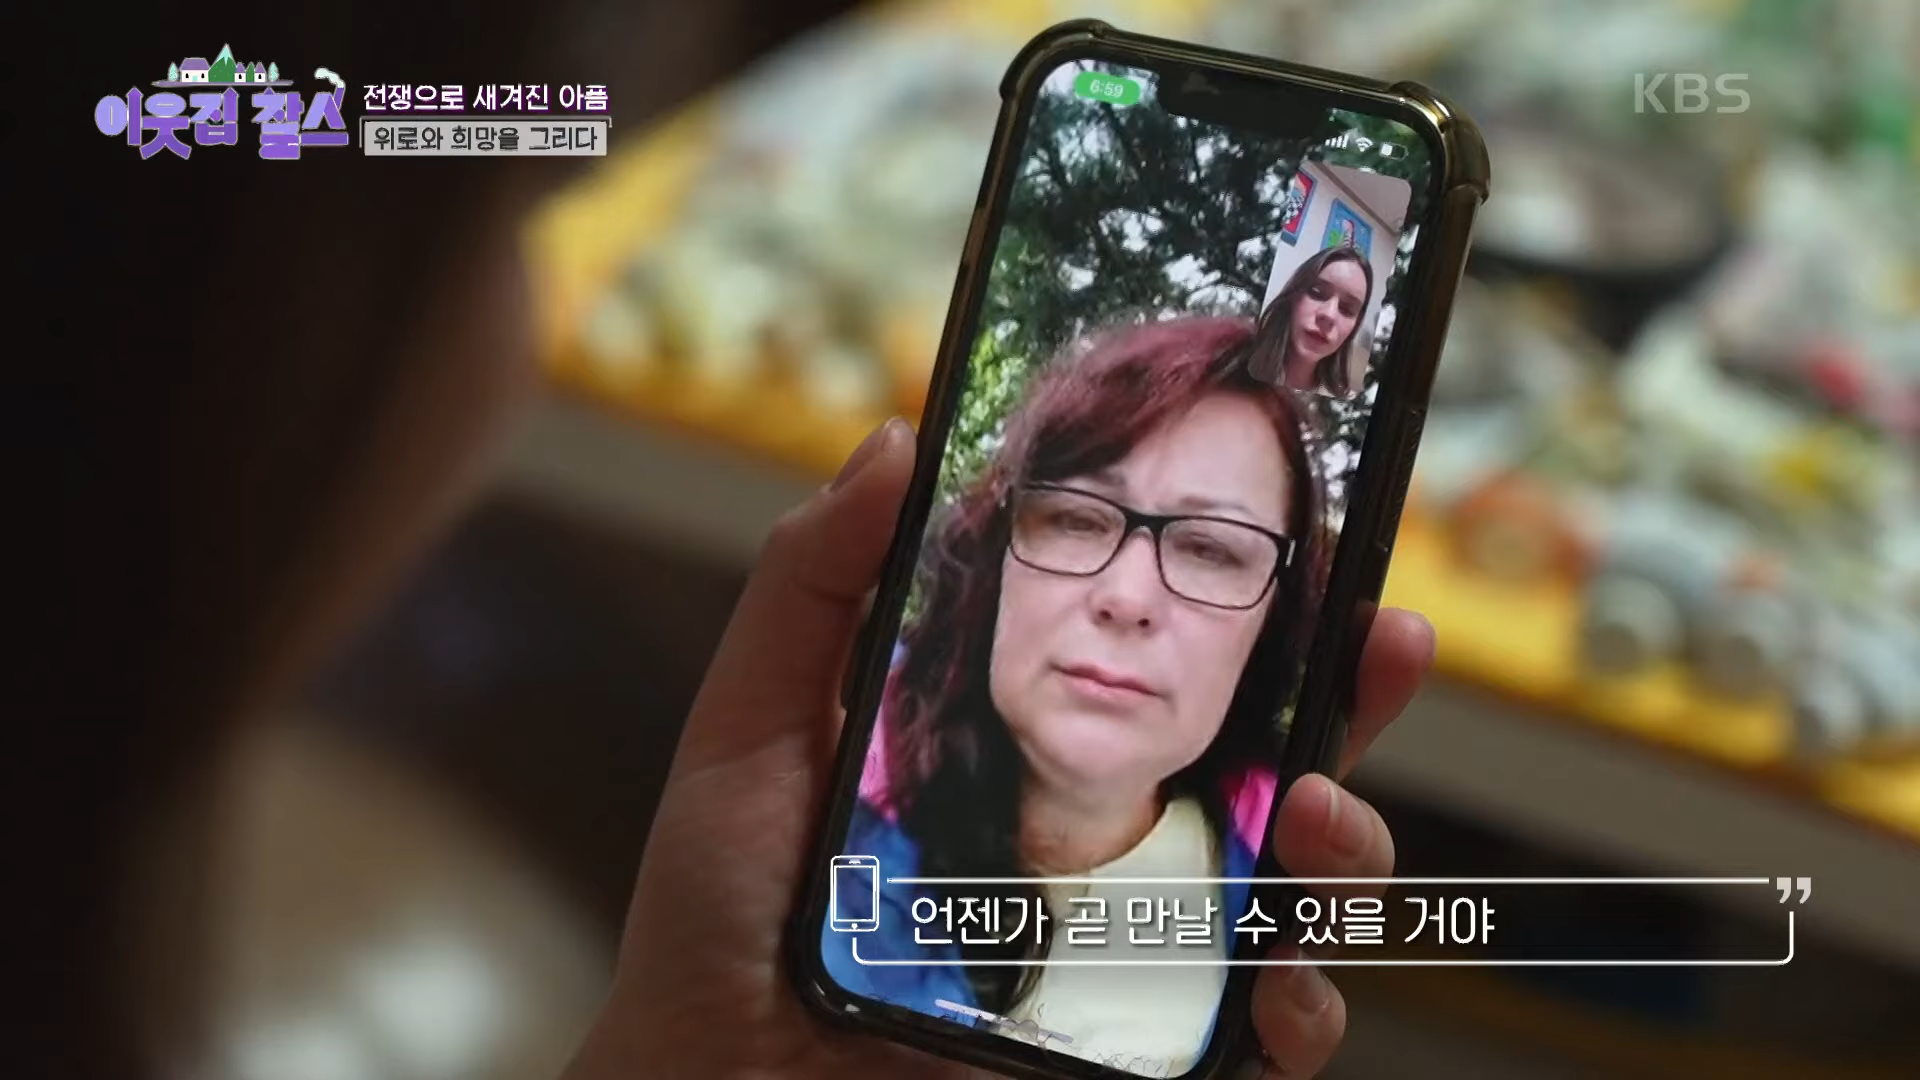 이웃집 찰스
전쟁으로 새겨진 아픔
위로와 희망을 그리다
KBS
6:59
언젠가 곧 만날 수 있을 거야